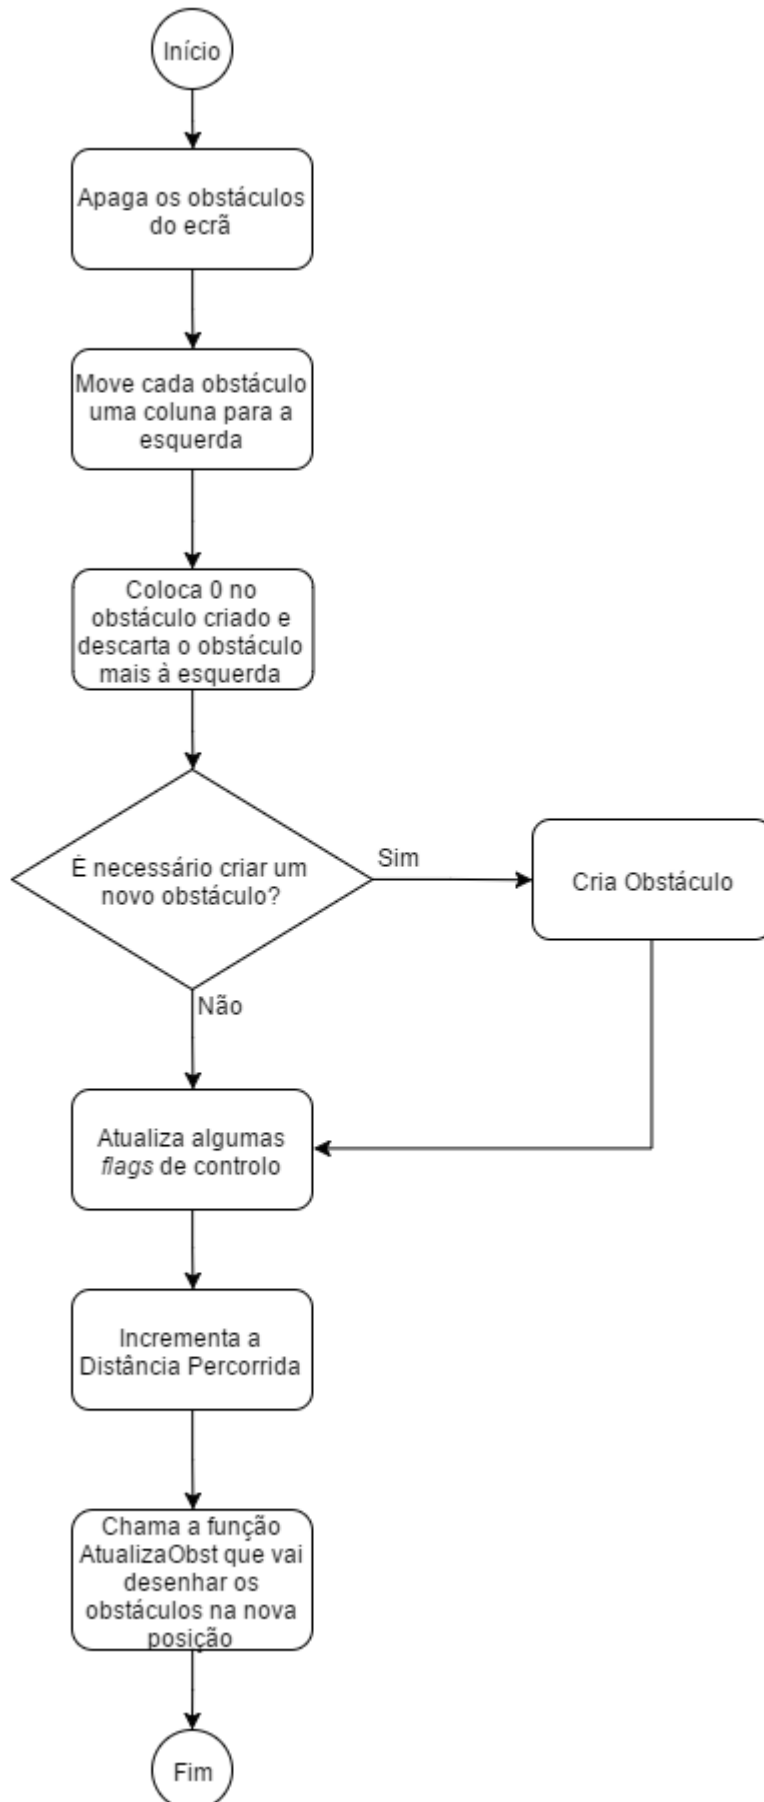 Início
Apaga os obstáculos
do ecrã
Move cada obstáculo
uma coluna para a
esquerda
Coloca 0 no
obstáculo criado e
descarta o obstáculo
mais à esquerda
É necessário criar um
novo obstáculo?
Sim
Cria Obstáculo
Não
Atualiza algumas
flags de controlo
Incrementa a
Distância Percorrida
Chama a função
AtualizaObst que vai
desenhar os
obstáculos na nova
posição
Fim